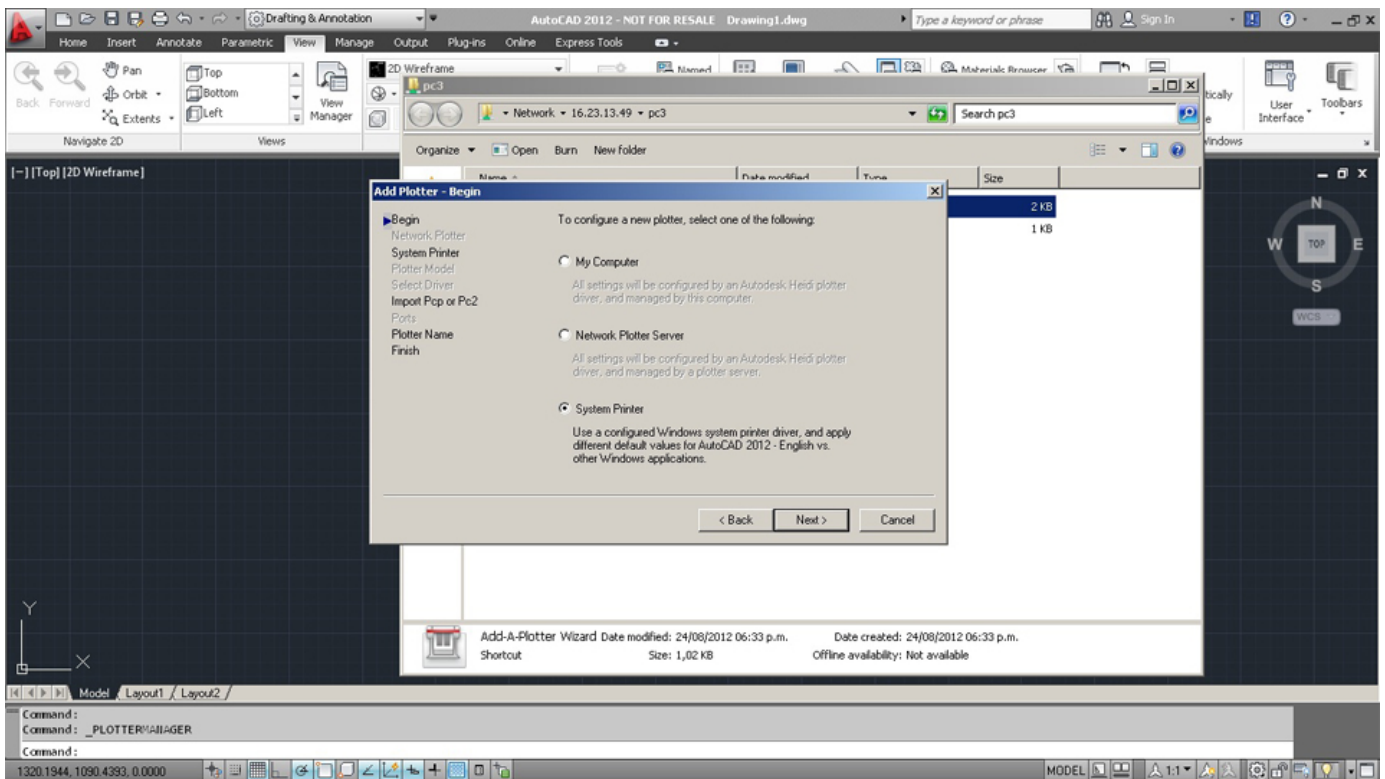 Drafting & Annotation
AutoCAD 2012 - NOT FOR RESALE Drawing1.dwg
Type a keyword or phrase
Sign In
Home Insert Annotate Parametric View Manage Output Plug-ins Online Express Tools
Back Forward
Pan
Orbit
Extents
Navigate 2D
Top
Bottom
Left
View
Manager
Views
2D Wireframe
Named
Materials Browser
tically
User
Interface
Toolbars
Windows
pc3
Network 16.23.13.49 pc3
Search pc3
Organize Open Burn New folder
Name Date modified Type Size
2 KB
1 KB
[−] [Top] [2D Wireframe]
N
W TOP E
S
WCS
Add Plotter - Begin
Begin
Network Plotter
System Printer
Plotter Model
Select Driver
Import Pcp or Pc2
Ports
Plotter Name
Finish
To configure a new plotter, select one of the following:
My Computer
All settings will be configured by an Autodesk Heidi plotter
driver, and managed by this computer.
Network Plotter Server
All settings will be configured by an Autodesk Heidi plotter
driver, and managed by a plotter server.
System Printer
Use a configured Windows system printer driver, and apply
different default values for AutoCAD 2012 - English vs.
other Windows applications.
< Back Next > Cancel
Add-A-Plotter Wizard Date modified: 24/08/2012 06:33 p.m. Date created: 24/08/2012 06:33 p.m.
Shortcut Size: 1,02 KB Offline availability: Not available
Y
X
Model Layout1 Layout2
Command:
Command: _PLOTTERMANAGER
Command:
1320.1944, 1090.4393, 0.0000
MODEL
1:1